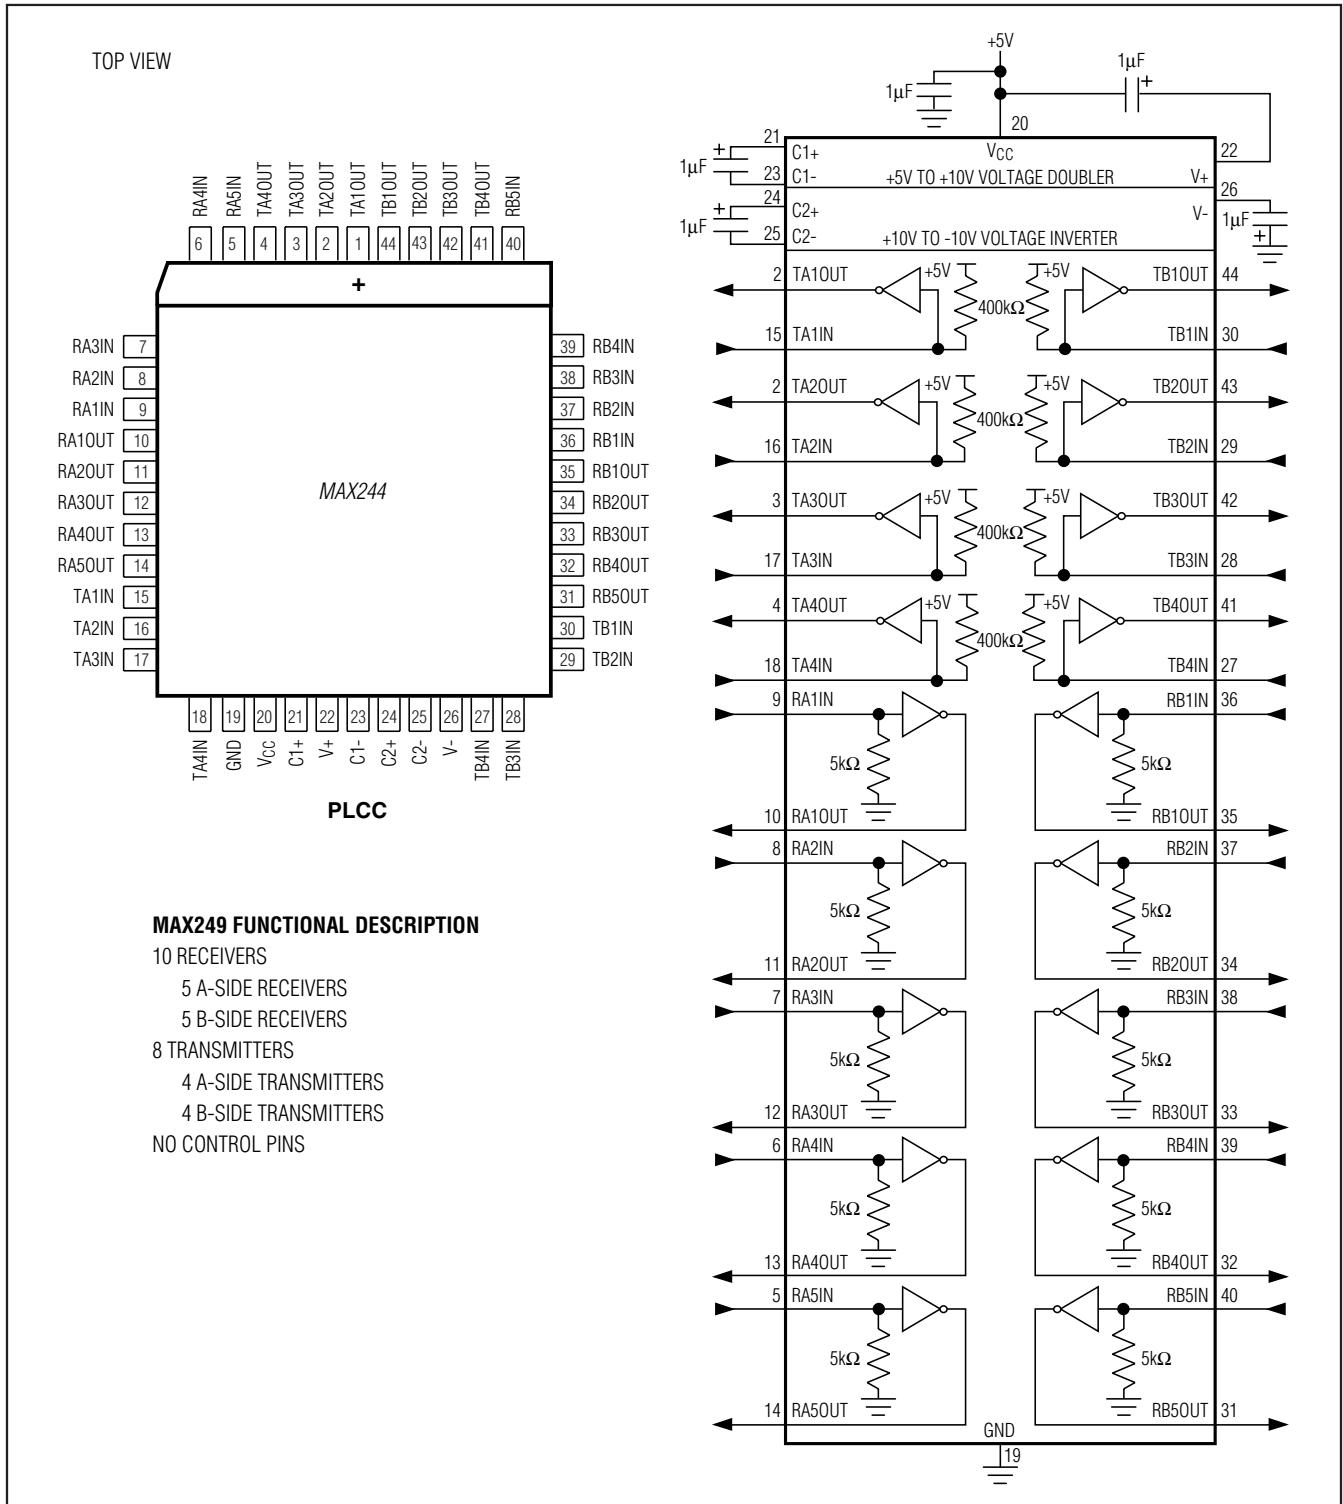 TOP VIEW
RA4IN RA5IN TA4OUT TA3OUT TA2OUT TA1OUT TB1OUT TB2OUT TB3OUT TB4OUT RB5IN
6 5 4 3 2 1 44 43 42 41 40
+
RA3IN 7 39 RB4IN
RA2IN 8 38 RB3IN
RA1IN 9 37 RB2IN
RA1OUT 10 36 RB1IN
RA2OUT 11 35 RB1OUT
RA3OUT 12 MAX244 34 RB2OUT
RA4OUT 13 33 RB3OUT
RA5OUT 14 32 RB4OUT
TA1IN 15 31 RB5OUT
TA2IN 16 30 TB1IN
TA3IN 17 29 TB2IN
18 19 20 21 22 23 24 25 26 27 28
TA4IN GND VCC C1+ V+ C1- C2+ C2- V- TB4IN TB3IN
PLCC
MAX249 FUNCTIONAL DESCRIPTION
10 RECEIVERS
5 A-SIDE RECEIVERS
5 B-SIDE RECEIVERS
8 TRANSMITTERS
4 A-SIDE TRANSMITTERS
4 B-SIDE TRANSMITTERS
NO CONTROL PINS
+5V
1µF
1µF +
20
VCC
21 C1+
+ 1µF
23 C1-
+5V TO +10V VOLTAGE DOUBLER
V+ 22
24 C2+
+ 1µF
25 C2-
+10V TO -10V VOLTAGE INVERTER
V- 26
1µF +
2 TA1OUT +5V +5V TB1OUT 44
400kΩ
15 TA1IN TB1IN 30
2 TA2OUT +5V +5V TB2OUT 43
400kΩ
16 TA2IN TB2IN 29
3 TA3OUT +5V +5V TB3OUT 42
400kΩ
17 TA3IN TB3IN 28
4 TA4OUT +5V +5V TB4OUT 41
400kΩ
18 TA4IN TB4IN 27
9 RA1IN RB1IN 36
5kΩ 5kΩ
10 RA1OUT RB1OUT 35
8 RA2IN RB2IN 37
5kΩ 5kΩ
11 RA2OUT RB2OUT 34
7 RA3IN RB3IN 38
5kΩ 5kΩ
12 RA3OUT RB3OUT 33
6 RA4IN RB4IN 39
5kΩ 5kΩ
13 RA4OUT RB4OUT 32
5 RA5IN RB5IN 40
5kΩ 5kΩ
14 RA5OUT RB5OUT 31
GND
19